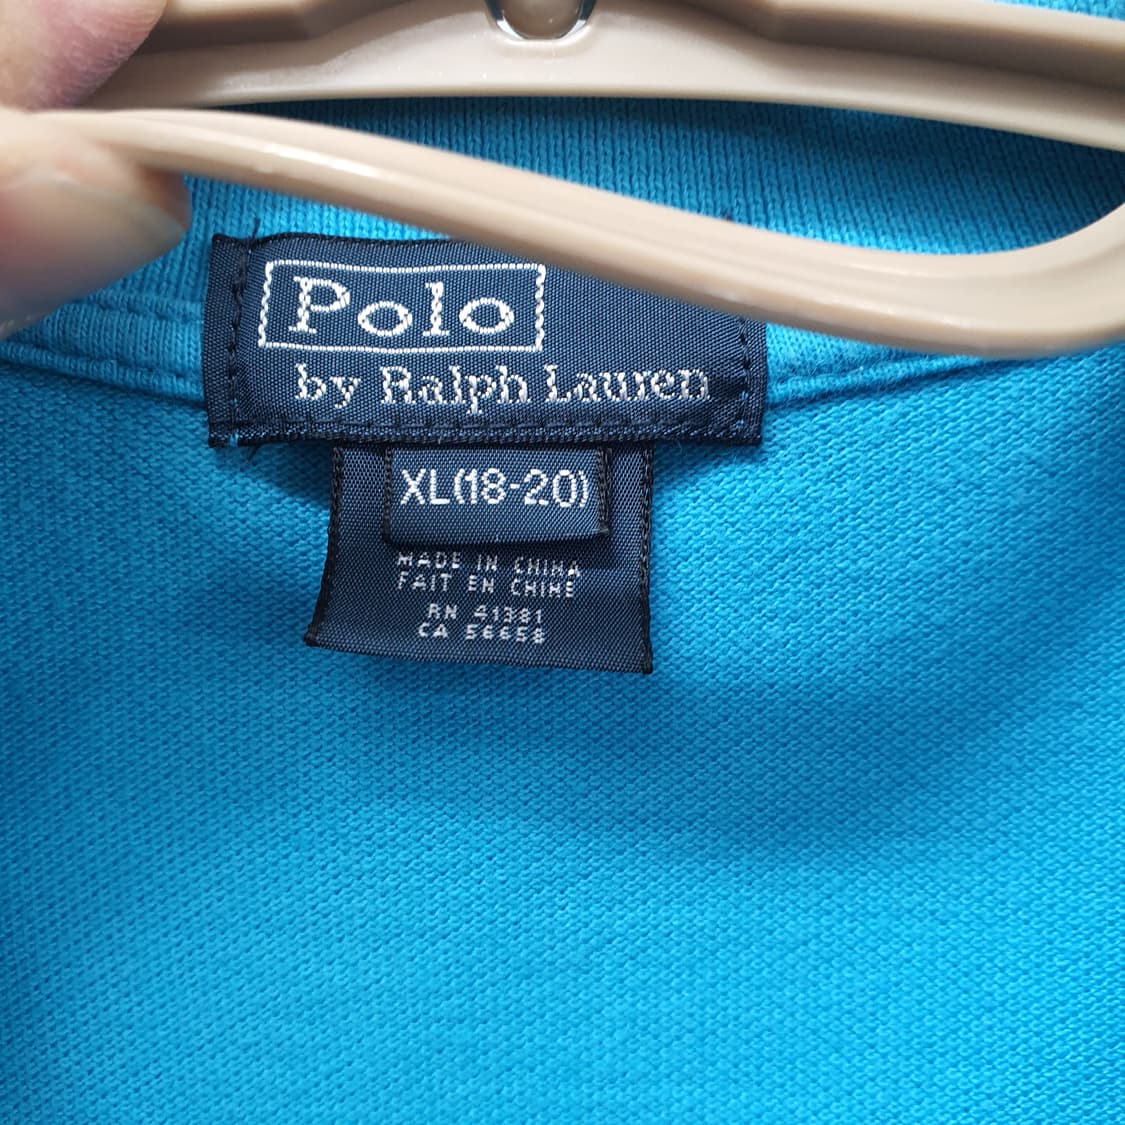 Polo
by Ralph Lauren
XL(18-20)
MADE IN CHINA
FAIT EN CHINE
RN 41381
CA 56658